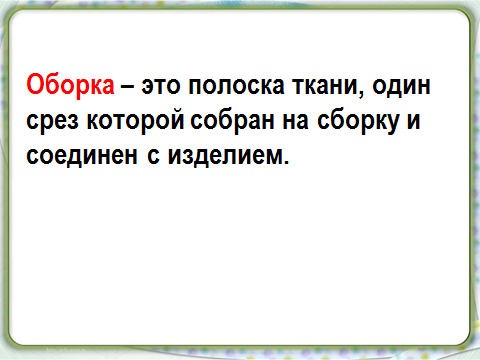 Оборка – это полоска ткани, один
срез которой собран на сборку и
соединен с изделием.